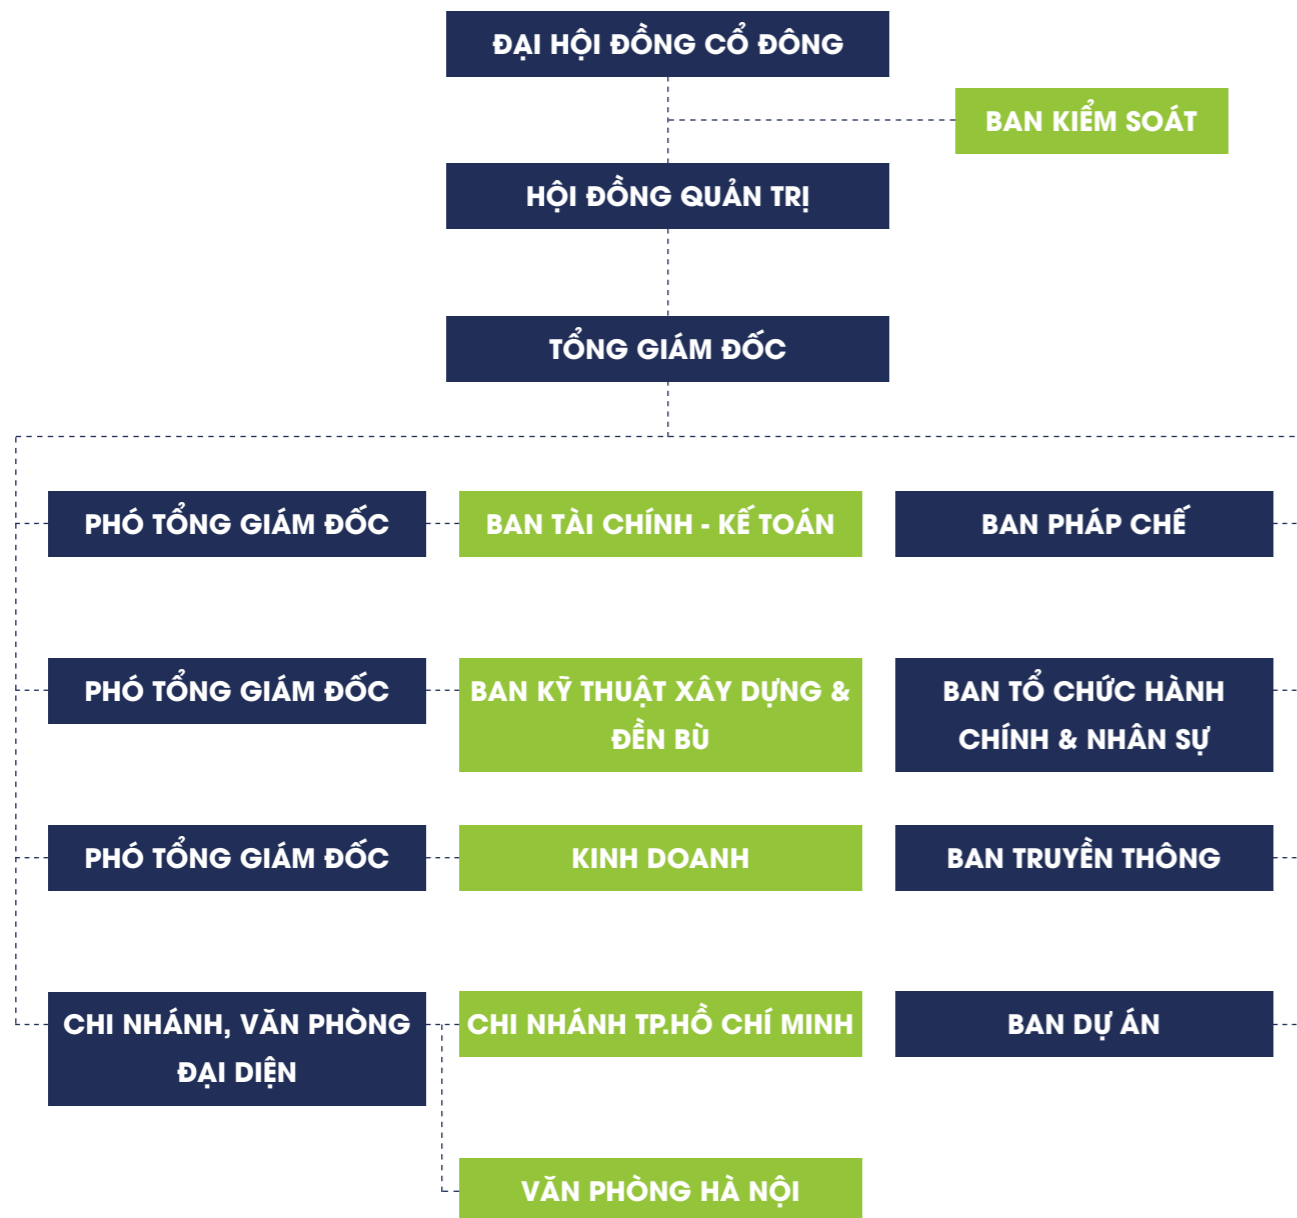 ĐẠI HỘI ĐỒNG CỔ ĐÔNG
BAN KIỂM SOÁT
HỘI ĐỒNG QUẢN TRỊ
TỔNG GIÁM ĐỐC
PHÓ TỔNG GIÁM ĐỐC
BAN TÀI CHÍNH - KẾ TOÁN
BAN PHÁP CHẾ
PHÓ TỔNG GIÁM ĐỐC
BAN KỸ THUẬT XÂY DỰNG &
ĐỀN BÙ
BAN TỔ CHỨC HÀNH
CHÍNH & NHÂN SỰ
PHÓ TỔNG GIÁM ĐỐC
KINH DOANH
BAN TRUYỀN THÔNG
CHI NHÁNH, VĂN PHÒNG
ĐẠI DIỆN
CHI NHÁNH TP.HỒ CHÍ MINH
BAN DỰ ÁN
VĂN PHÒNG HÀ NỘI